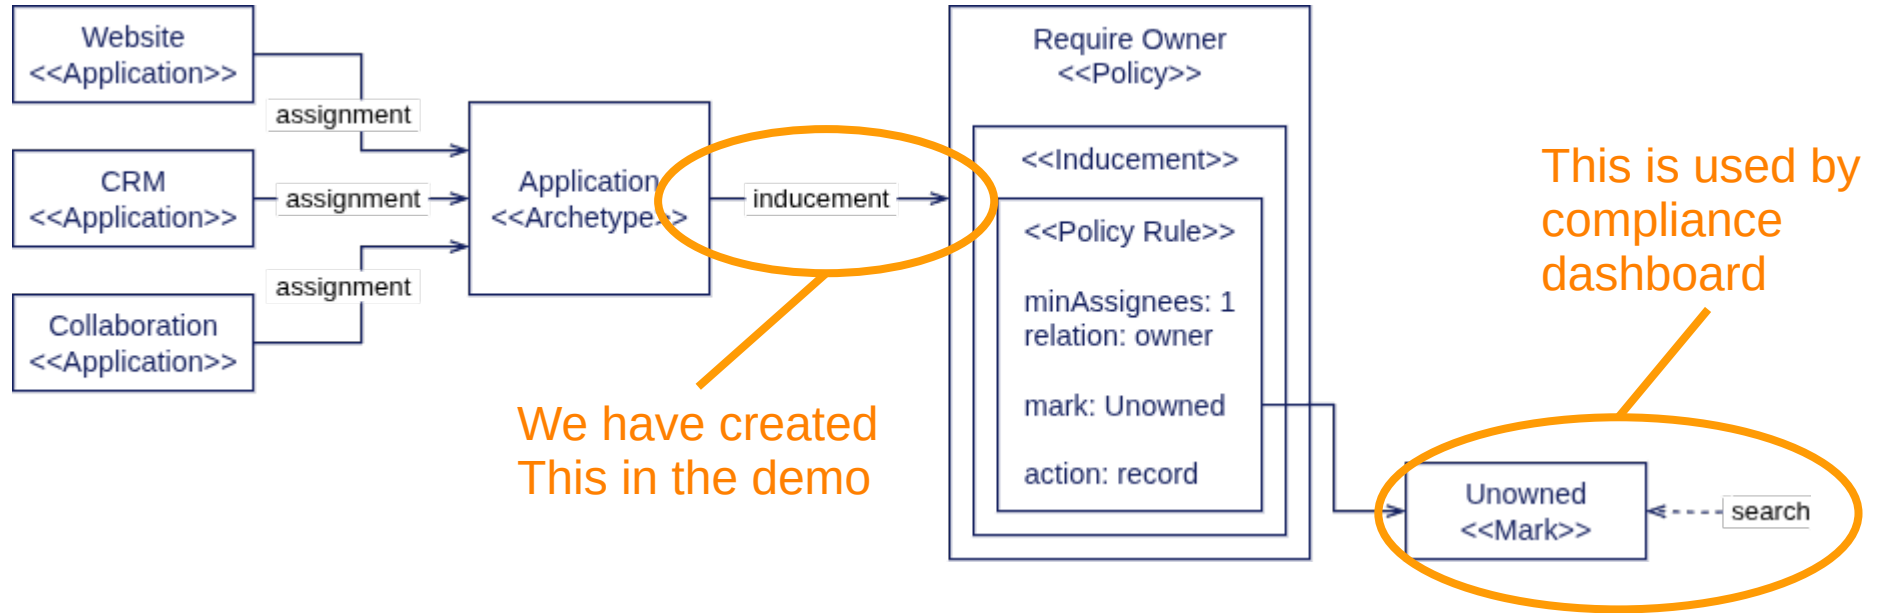 Website
<<Application>>
assignment
CRM
<<Application>>
assignment
Collaboration
<<Application>>
assignment
Application
<<Archetype>>
inducement
We have created
This in the demo
Require Owner
<<Policy>>
<<Inducement>>
<<Policy Rule>>
minAssignees: 1
relation: owner
mark: Unowned
action: record
This is used by
compliance
dashboard
Unowned
<<Mark>>
search